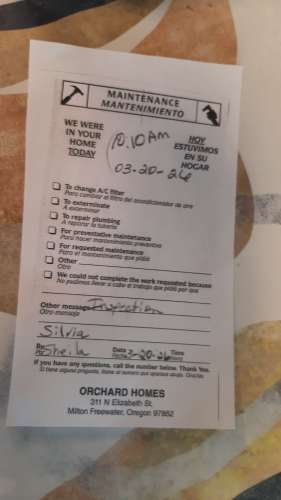 MAINTENANCE
MANTENIMIENTO
WE WERE
IN YOUR
HOME
TODAY
10:10 AM
03-20-26
HOY
ESTUVIMOS
EN SU
HOGAR
To change A/C filter
Para cambiar el filtro del acondicionador de aire
To exterminate
A exterminar
To repair plumbing
A reparar la tubería
For preventative maintenance
Para hacer mantenimiento preventivo
For requested maintenance
Para el mantenimiento que pidió
Other
Otro
We could not complete the work requested because
No pudimos llevar a cabo el trabajo que pidió por que
Other message Inspection
Otro mensaje
Silvia
By Sheila Date 3-20-26 Time
Por Fecha Hora
If you have any questions, call the number below. Thank You.
Si tiene alguna pregunta, llame al número que aparece abajo. Gracias.
ORCHARD HOMES
311 N Elizabeth St.
Milton Freewater, Oregon 97862